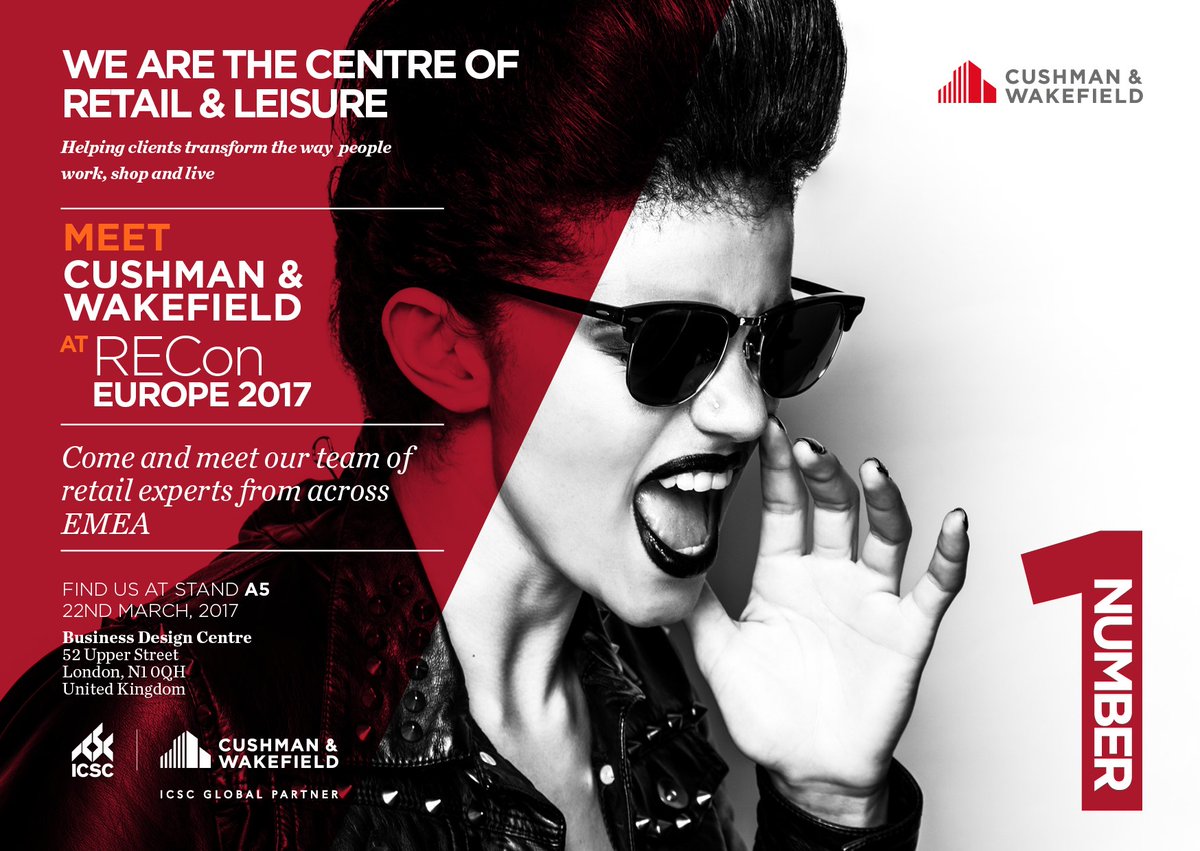 WE ARE THE CENTRE OF
RETAIL & LEISURE
Helping clients transform the way people
work, shop and live
MEET
CUSHMAN &
WAKEFIELD
AT RECon
EUROPE 2017
Come and meet our team of
retail experts from across
EMEA
FIND US AT STAND A5
22ND MARCH, 2017
Business Design Centre
52 Upper Street
London, N1 0QH
United Kingdom
ICSC
CUSHMAN &
WAKEFIELD
ICSC GLOBAL PARTNER
CUSHMAN &
WAKEFIELD
1
NUMBER